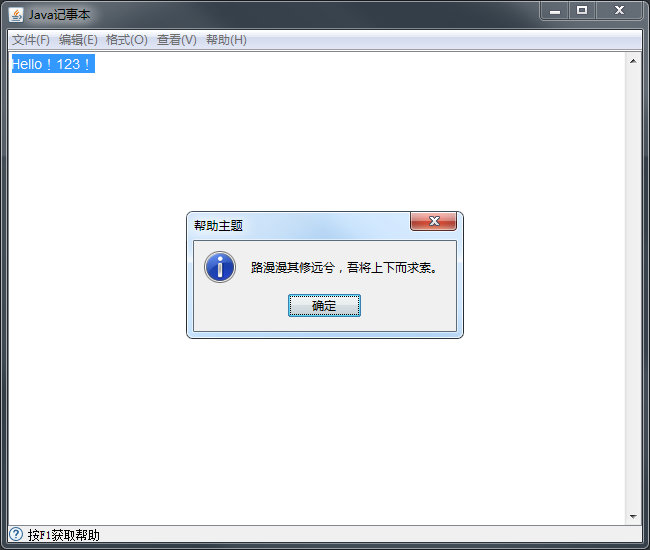 Java记事本
文件(F) 编辑(E) 格式(O) 查看(V) 帮助(H)
Hello！123！
帮助主题
路漫漫其修远兮，吾将上下而求索。
确定
按F1获取帮助